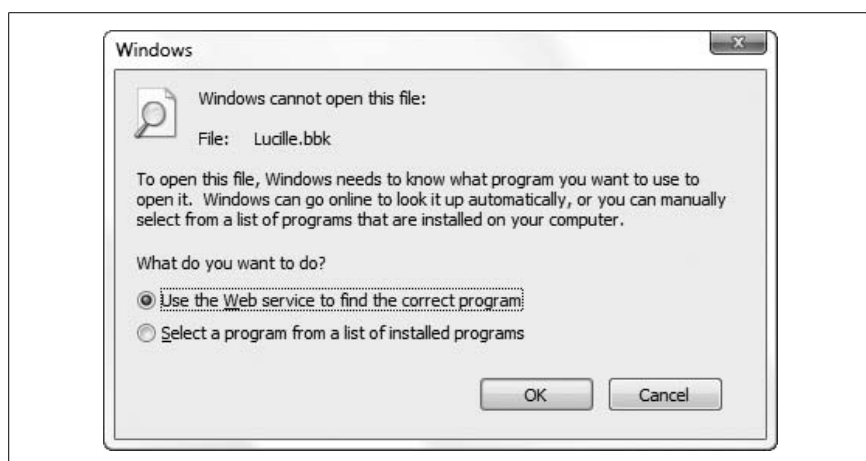 Windows
Windows cannot open this file:
File: Lucille.bbk
To open this file, Windows needs to know what program you want to use to
open it. Windows can go online to look it up automatically, or you can manually
select from a list of programs that are installed on your computer.
What do you want to do?
Use the Web service to find the correct program
Select a program from a list of installed programs
OK Cancel